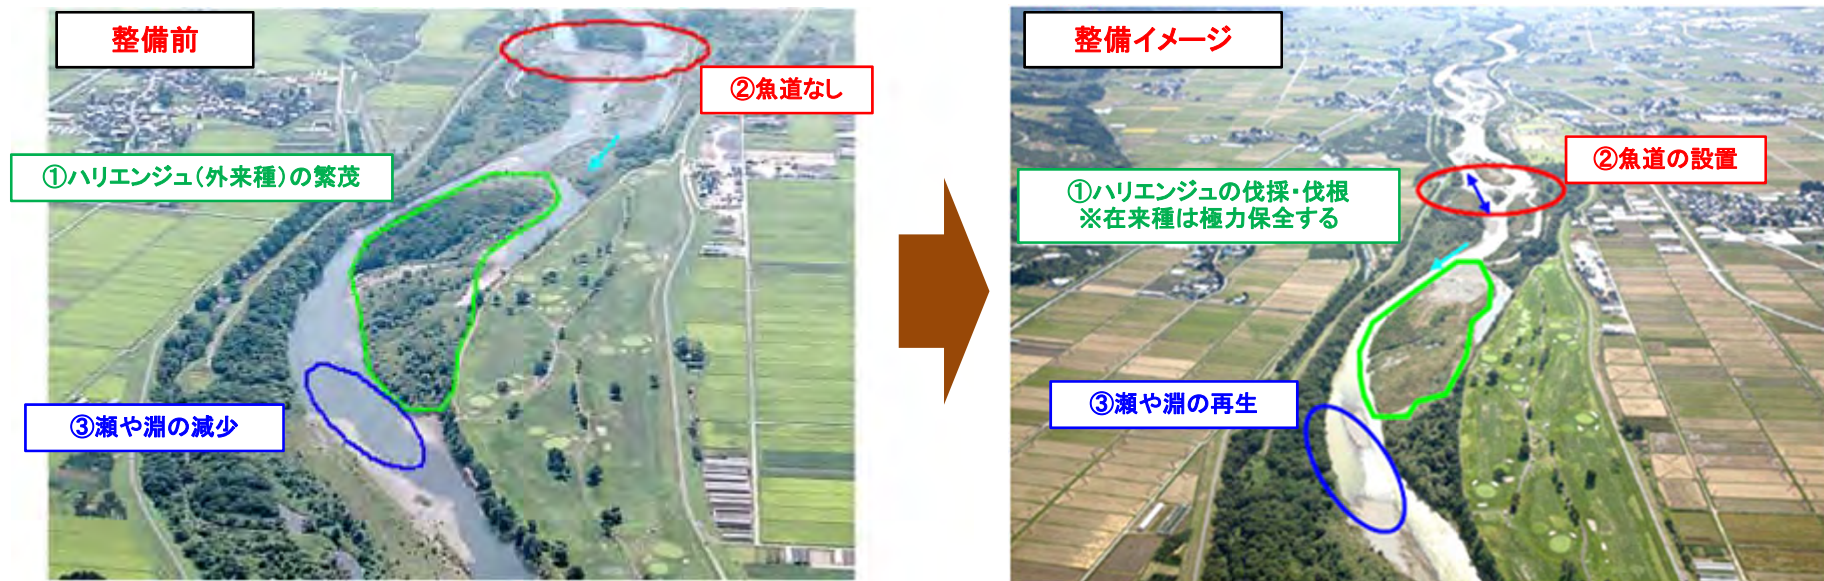 整備前
②魚道なし
①ハリエンジュ（外来種）の繁茂
③瀬や淵の減少
整備イメージ
②魚道の設置
①ハリエンジュの伐採・伐根
※在来種は極力保全する
③瀬や淵の再生